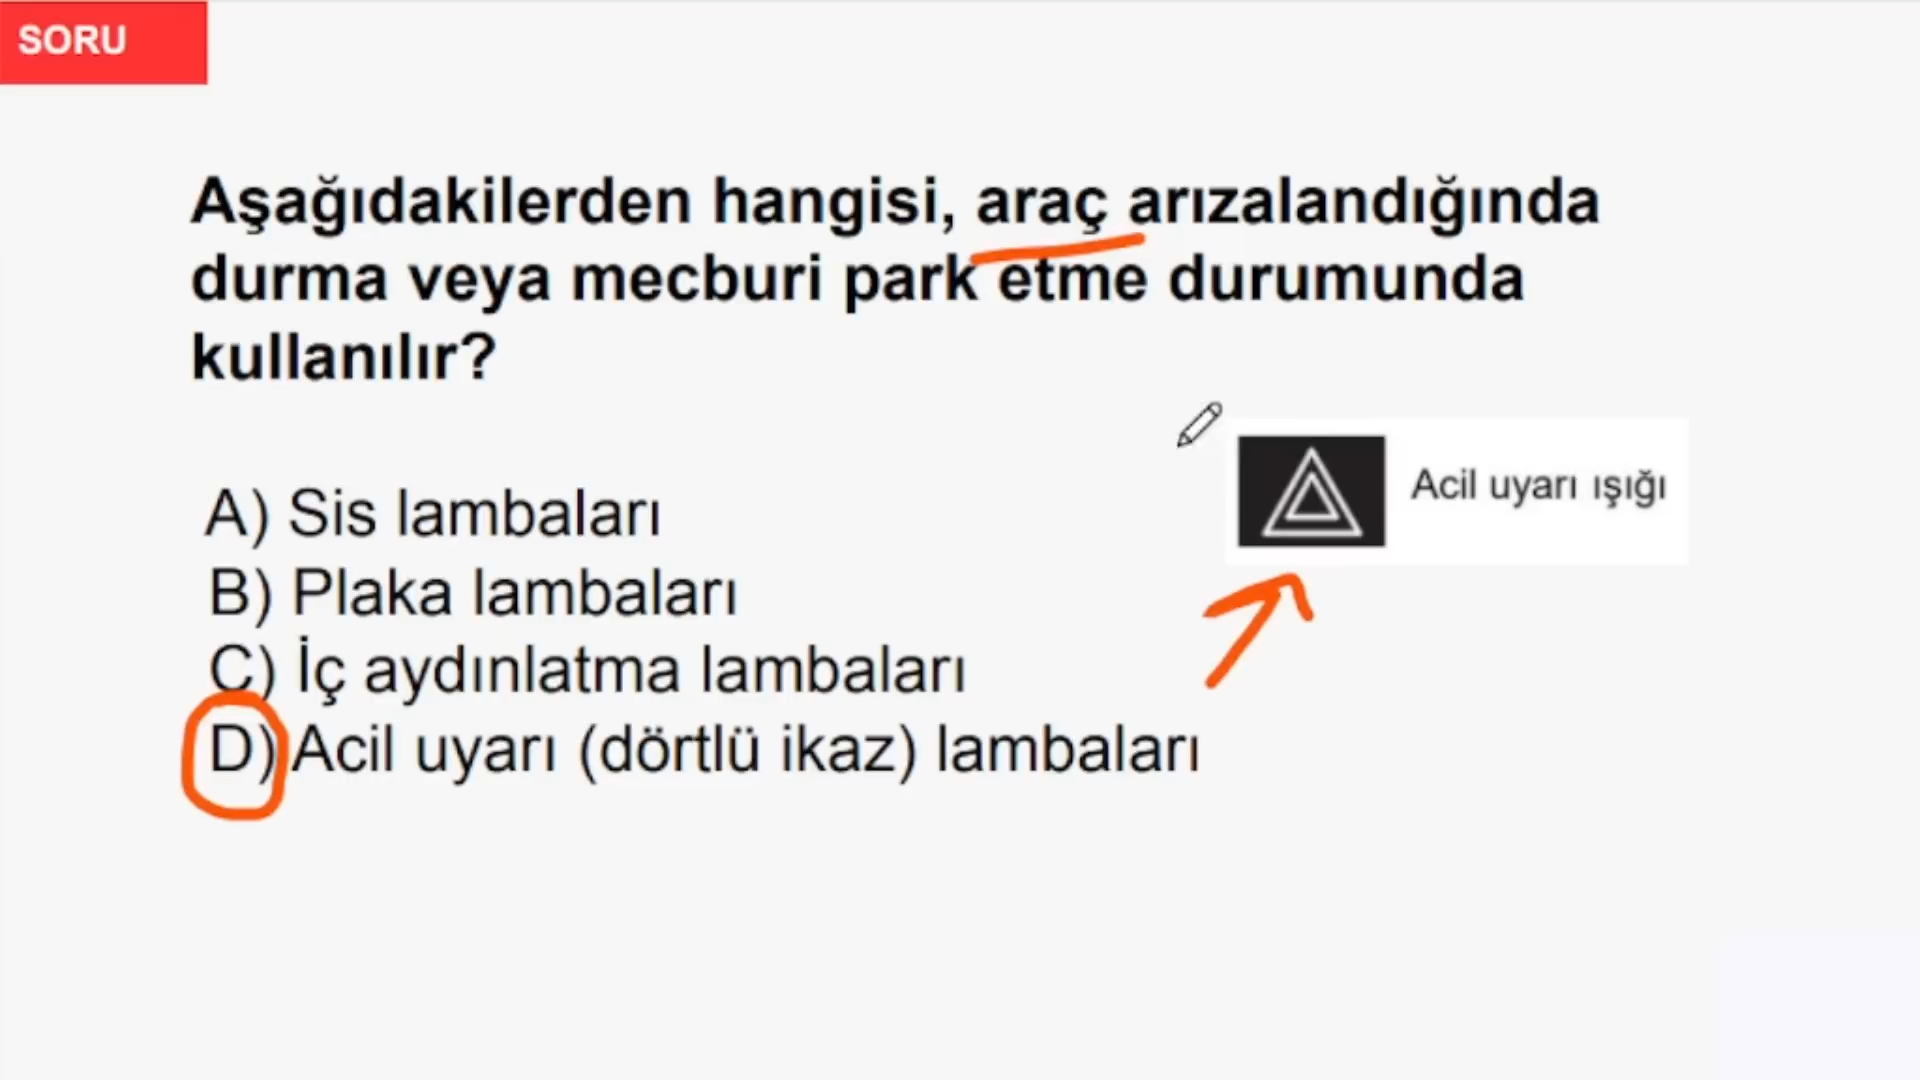 SORU
Aşağıdakilerden hangisi, araç arızalandığında
durma veya mecburi park etme durumunda
kullanılır?
Acil uyarı ışığı
A) Sis lambaları
B) Plaka lambaları
C) İç aydınlatma lambaları
D) Acil uyarı (dörtlü ikaz) lambaları